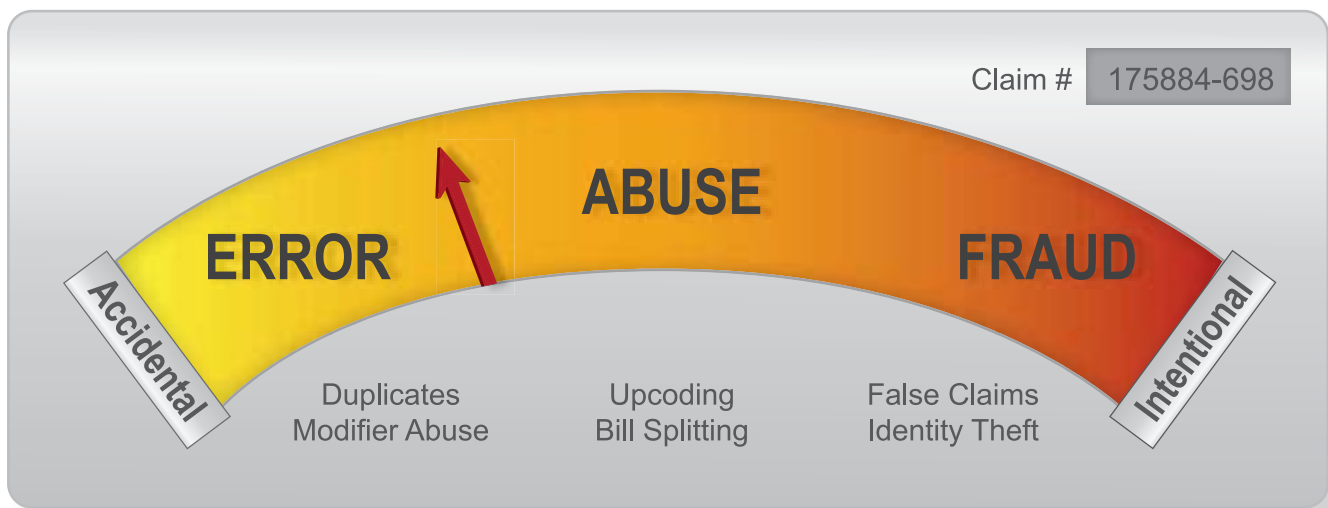 Claim # 175884-698
ABUSE
ERROR
FRAUD
Accidental
Intentional
Duplicates
Modifier Abuse
Upcoding
Bill Splitting
False Claims
Identity Theft